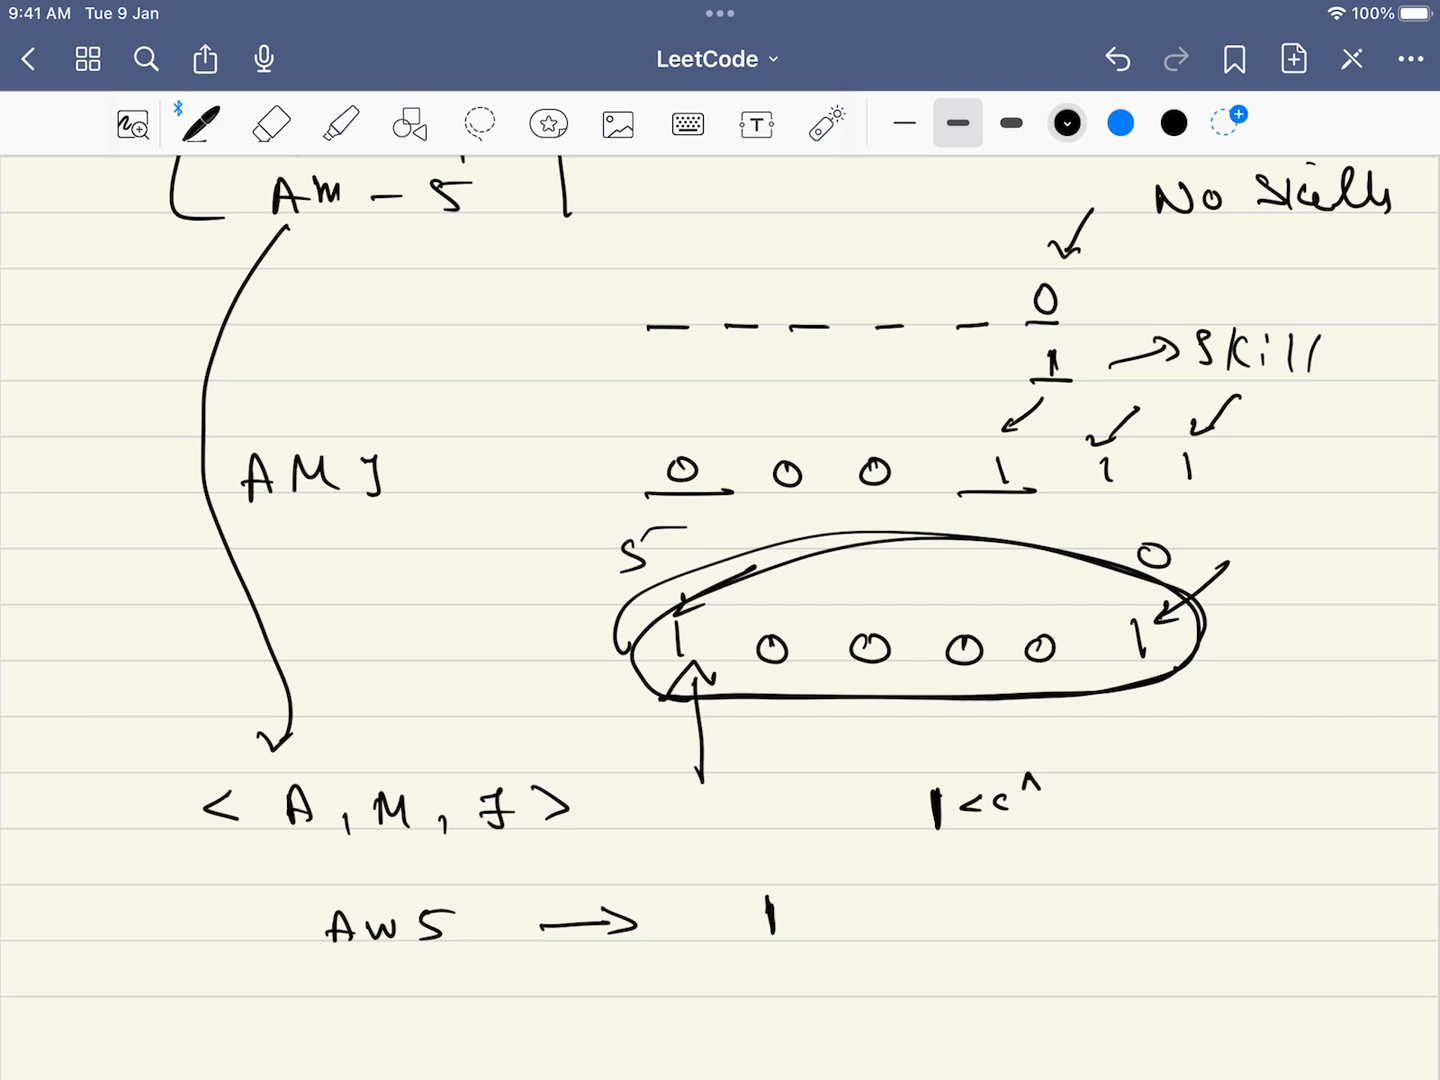 9:41 AM Tue 9 Jan
100%
LeetCode
T
Am - 5
No Skills
0
1 → Skill
AMJ
0 0 0 1 1 1
5 0
1 0 0 0 0 1
< A, M, J >
AWS → 1